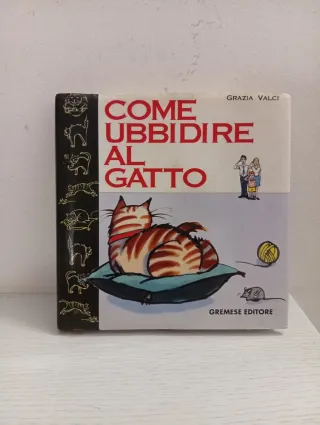 GRAZIA VALCI
COME
UBBIDIRE
AL
GATTO
GREMESE EDITORE